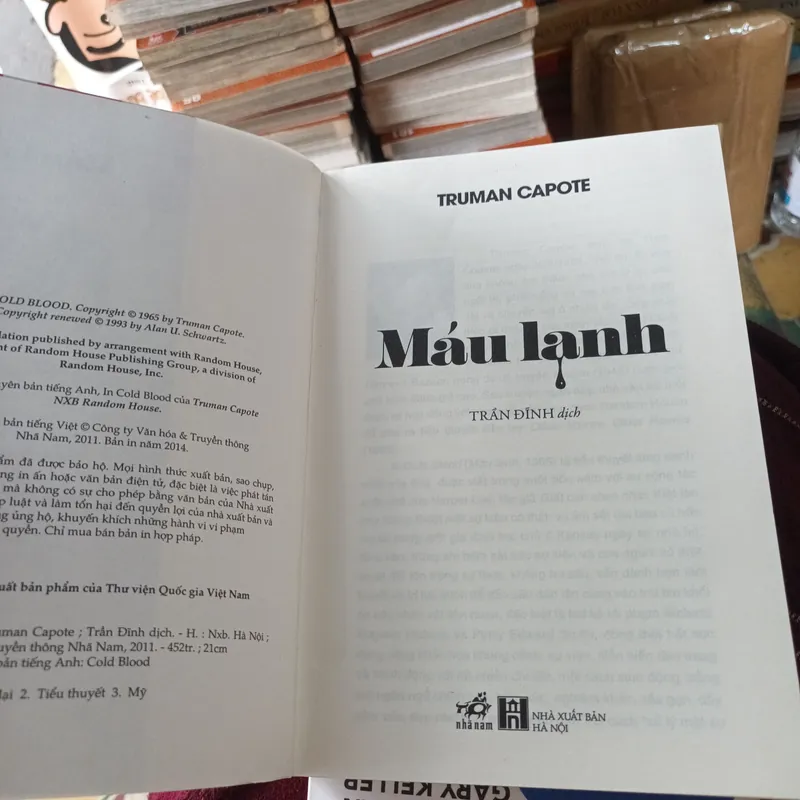 OLD BLOOD. Copyright © 1965 by Truman Capote.
Copyright renewed © 1993 by Alan U. Schwartz.
lation published by arrangement with Random House,
nt of Random House Publishing Group, a division of
Random House, Inc.
yên bản tiếng Anh, In Cold Blood của Truman Capote
NXB Random House.
bản tiếng Việt © Công ty Văn hóa & Truyền thông
Nhã Nam, 2011. Bản in năm 2014.
ẩm đã được bảo hộ. Mọi hình thức xuất bản, sao chụp,
ng in ấn hoặc văn bản điện tử, đặc biệt là việc phát tán
mà không có sự cho phép bằng văn bản của Nhà xuất
p luật và làm tổn hại đến quyền lợi của nhà xuất bản và
ng ủng hộ, khuyến khích những hành vi vi phạm
quyền. Chỉ mua bán bản in hợp pháp.
uất bản phẩm của Thư viện Quốc gia Việt Nam
uman Capote ; Trần Đĩnh dịch. - H. : Nxb. Hà Nội ;
uyền thông Nhã Nam, 2011. - 452tr. ; 21cm
bản tiếng Anh: Cold Blood
ại 2. Tiểu thuyết 3. Mỹ
TRUMAN CAPOTE
Máu lạnh
TRẦN ĐĨNH dịch
nhã nam
NHÀ XUẤT BẢN
HÀ NỘI
GARY KELLER